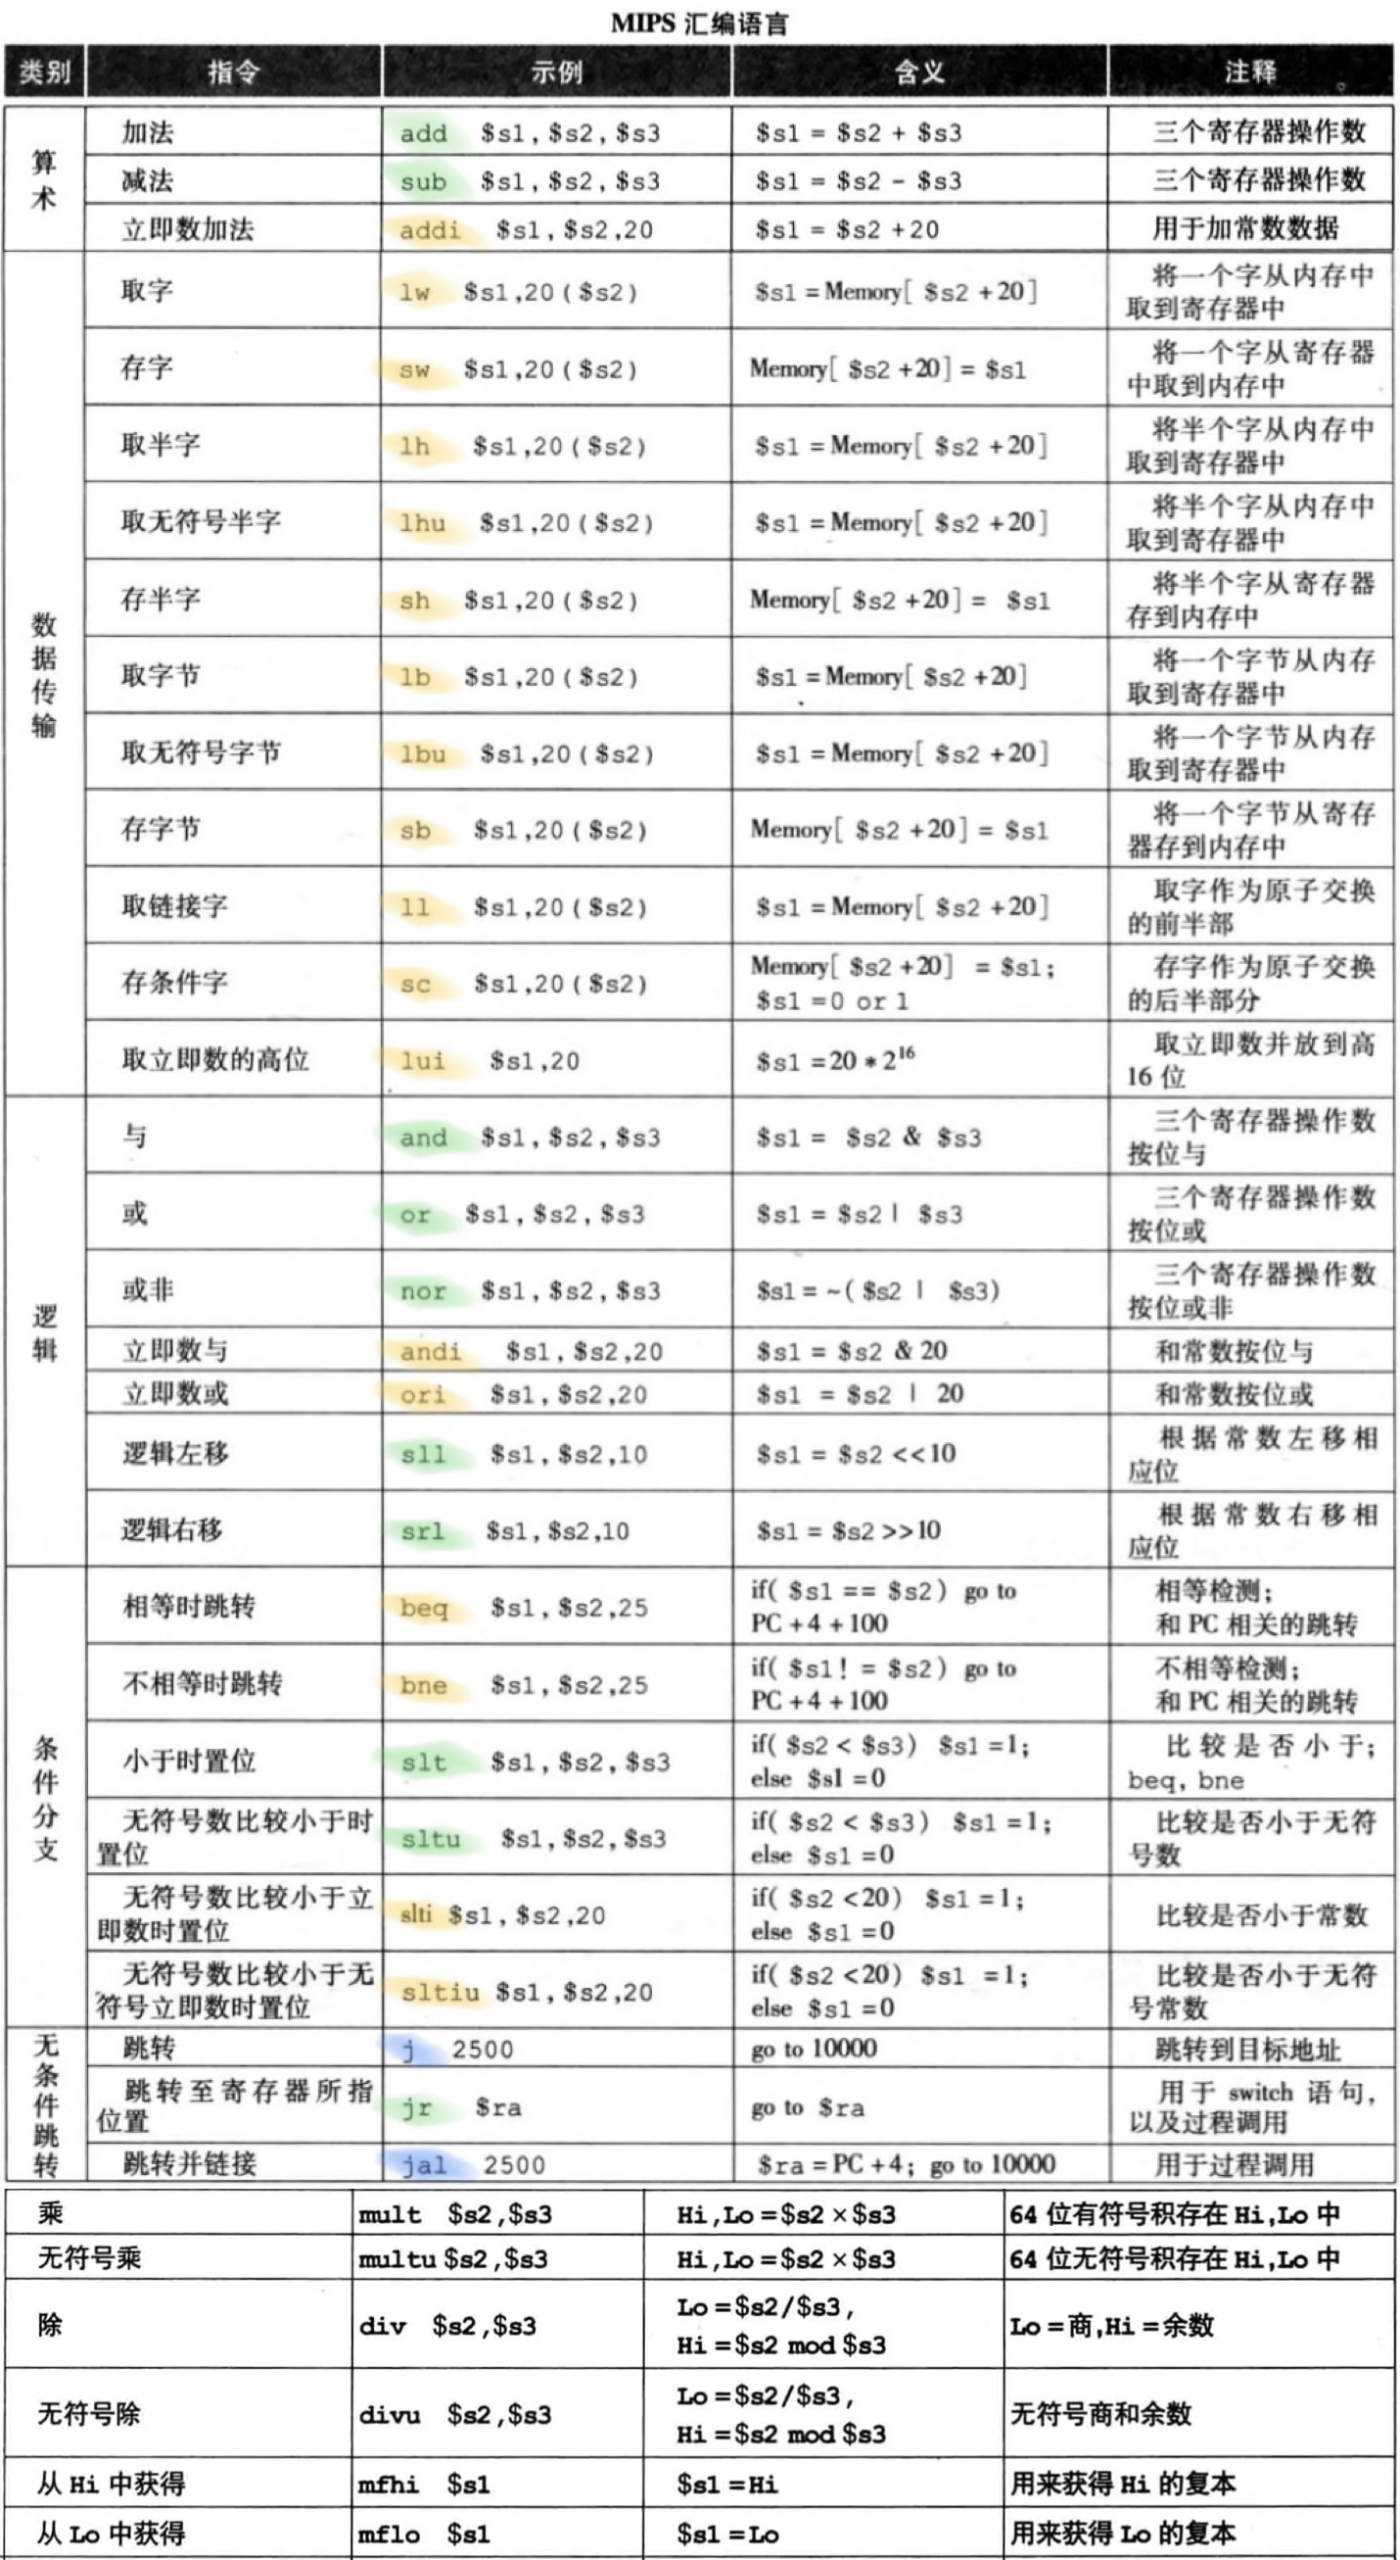 MIPS 汇编语言
类别 指令 示例 含义 注释
算术
加法 add $s1,$s2,$s3 $s1 = $s2 + $s3 三个寄存器操作数
减法 sub $s1,$s2,$s3 $s1 = $s2 - $s3 三个寄存器操作数
立即数加法 addi $s1,$s2,20 $s1 = $s2 +20 用于加常数数据
数据传输
取字 lw $s1,20($s2) $s1 = Memory[ $s2 +20] 将一个字从内存中
取到寄存器中
存字 sw $s1,20($s2) Memory[ $s2 +20] = $s1 将一个字从寄存器
中取到内存中
取半字 lh $s1,20($s2) $s1 = Memory[ $s2 +20] 将半个字从内存中
取到寄存器中
取无符号半字 lhu $s1,20($s2) $s1 = Memory[ $s2 +20] 将半个字从内存中
取到寄存器中
存半字 sh $s1,20($s2) Memory[ $s2 +20] = $s1 将半个字从寄存器
存到内存中
取字节 lb $s1,20($s2) $s1 = Memory[ $s2 +20] 将一个字节从内存
取到寄存器中
取无符号字节 lbu $s1,20($s2) $s1 = Memory[ $s2 +20] 将一个字节从内存
取到寄存器中
存字节 sb $s1,20($s2) Memory[ $s2 +20] = $s1 将一个字节从寄存
器存到内存中
取链接字 ll $s1,20($s2) $s1 = Memory[ $s2 +20] 取字作为原子交换
的前半部
存条件字 sc $s1,20($s2) Memory[ $s2 +20] = $s1; 存字作为原子交换
$s1 =0 or 1 的后半部分
取立即数的高位 lui $s1,20 $s1 =20 * 2¹⁶ 取立即数并放到高
16 位
逻辑
与 and $s1,$s2,$s3 $s1 = $s2 & $s3 三个寄存器操作数
按位与
或 or $s1,$s2,$s3 $s1 = $s2 | $s3 三个寄存器操作数
按位或
或非 nor $s1,$s2,$s3 $s1 = ~( $s2 | $s3) 三个寄存器操作数
按位或非
立即数与 andi $s1,$s2,20 $s1 = $s2 & 20 和常数按位与
立即数或 ori $s1,$s2,20 $s1 = $s2 | 20 和常数按位或
逻辑左移 sll $s1,$s2,10 $s1 = $s2 <<10 根据常数左移相
应位
逻辑右移 srl $s1,$s2,10 $s1 = $s2 >>10 根据常数右移相
应位
条件分支
相等时跳转 beq $s1,$s2,25 if( $s1 == $s2) go to 相等检测;
PC +4 +100 和 PC 相关的跳转
不相等时跳转 bne $s1,$s2,25 if( $s1! = $s2) go to 不相等检测;
PC +4 +100 和 PC 相关的跳转
小于时置位 slt $s1,$s2,$s3 if( $s2 < $s3) $s1 =1; 比较是否小于;
else $s1 =0 beq, bne
无符号数比较小于时 sltu $s1,$s2,$s3 if( $s2 < $s3) $s1 =1; 比较是否小于无符
置位 else $s1 =0 号数
无符号数比较小于立 slti $s1,$s2,20 if( $s2 <20) $s1 =1; 比较是否小于常数
即数时置位 else $s1 =0
无符号数比较小于无 sltiu $s1,$s2,20 if( $s2 <20) $s1 =1; 比较是否小于无符
符号立即数时置位 else $s1 =0 号常数
无条件跳转
跳转 j 2500 go to 10000 跳转到目标地址
跳转至寄存器所指 jr $ra go to $ra 用于 switch 语句,
位置 以及过程调用
跳转并链接 jal 2500 $ra = PC +4; go to 10000 用于过程调用
乘 mult $s2,$s3 Hi,Lo =$s2 ×$s3 64 位有符号积存在 Hi,Lo 中
无符号乘 multu $s2,$s3 Hi,Lo =$s2 ×$s3 64 位无符号积存在 Hi,Lo 中
除 div $s2,$s3 Lo =$s2/$s3, Lo =商,Hi =余数
Hi =$s2 mod $s3
无符号除 divu $s2,$s3 Lo =$s2/$s3, 无符号商和余数
Hi =$s2 mod $s3
从 Hi 中获得 mfhi $s1 $s1 =Hi 用来获得 Hi 的复本
从 Lo 中获得 mflo $s1 $s1 =Lo 用来获得 Lo 的复本